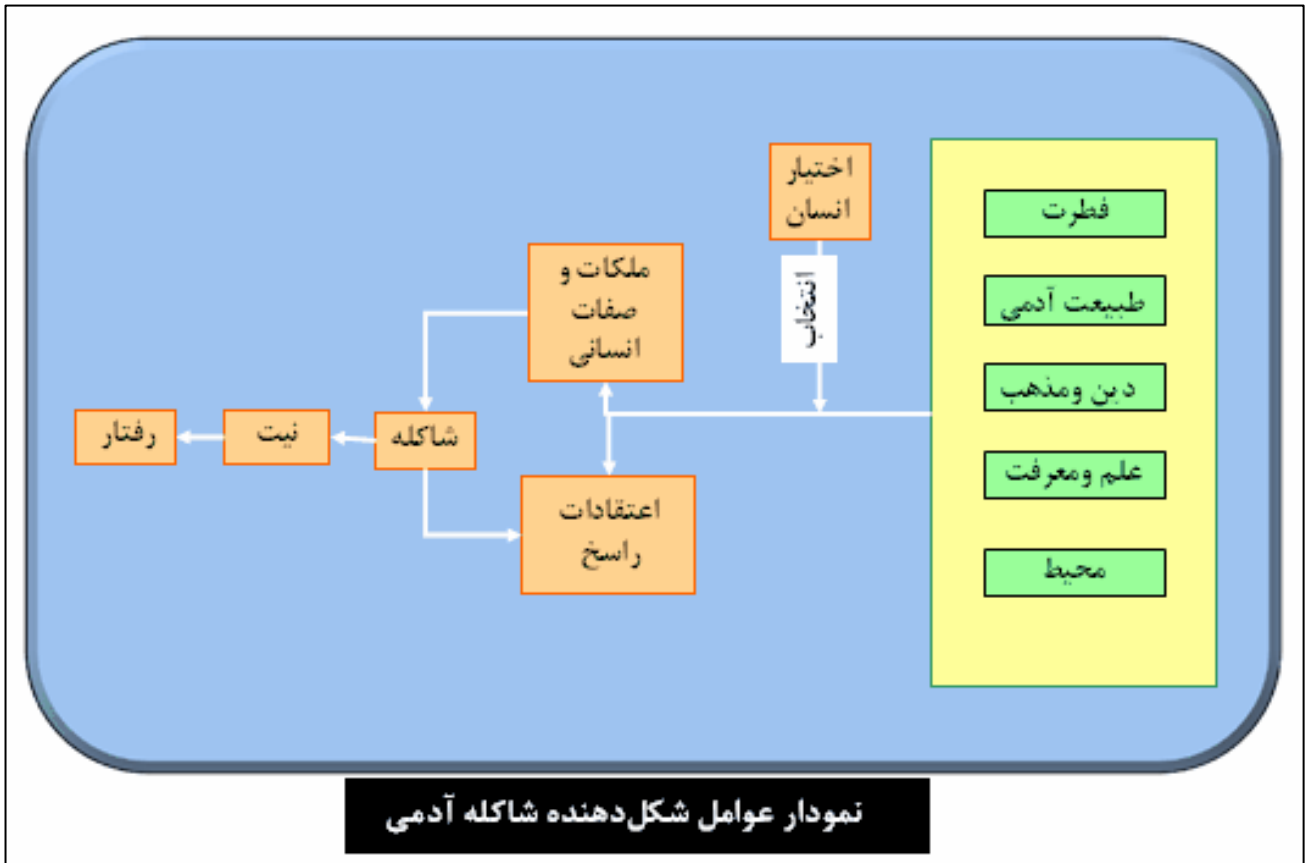 فطرت
طبیعت آدمی
دین ومذهب
علم ومعرفت
محیط
اختیار
انسان
انتخاب
ملکات و
صفات
انسانی
اعتقادات
راسخ
شاکله
نیت
رفتار
نمودار عوامل شکل‌دهنده شاکله آدمی